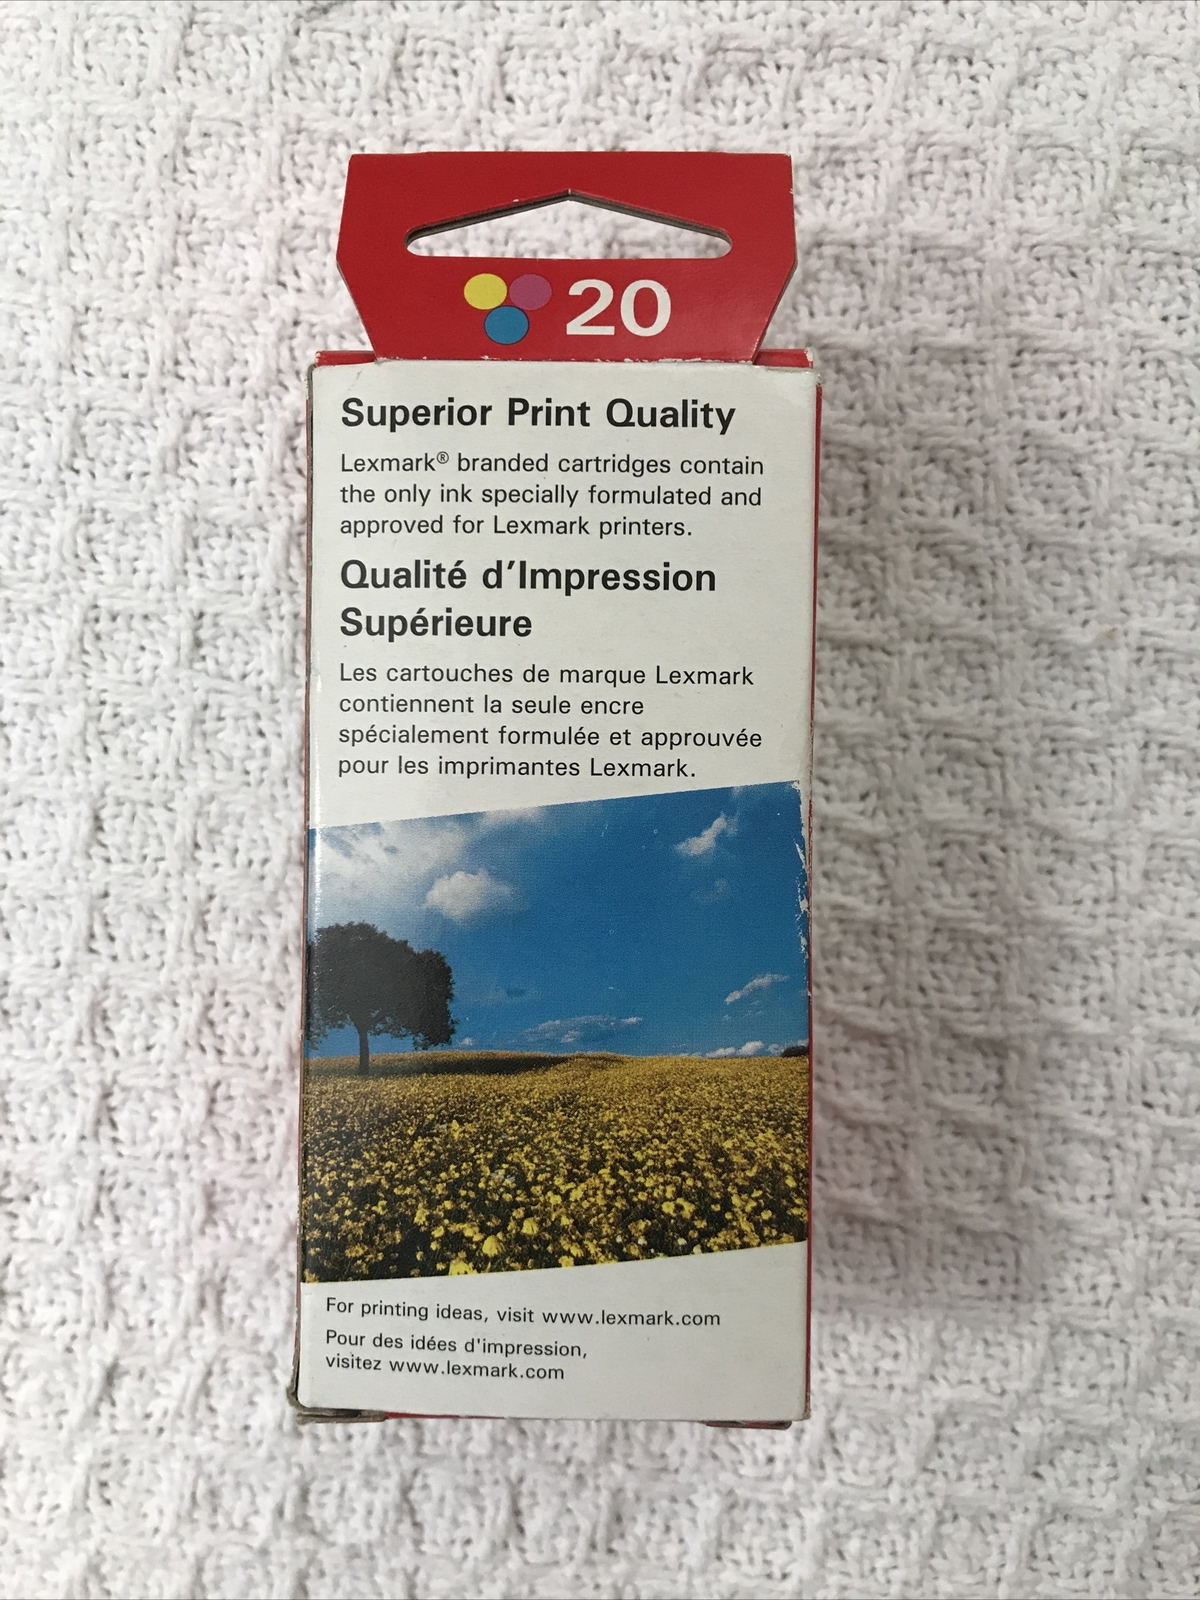 20
Superior Print Quality
Lexmark® branded cartridges contain
the only ink specially formulated and
approved for Lexmark printers.
Qualité d'Impression
Supérieure
Les cartouches de marque Lexmark
contiennent la seule encre
spécialement formulée et approuvée
pour les imprimantes Lexmark.
For printing ideas, visit www.lexmark.com
Pour des idées d'impression,
visitez www.lexmark.com